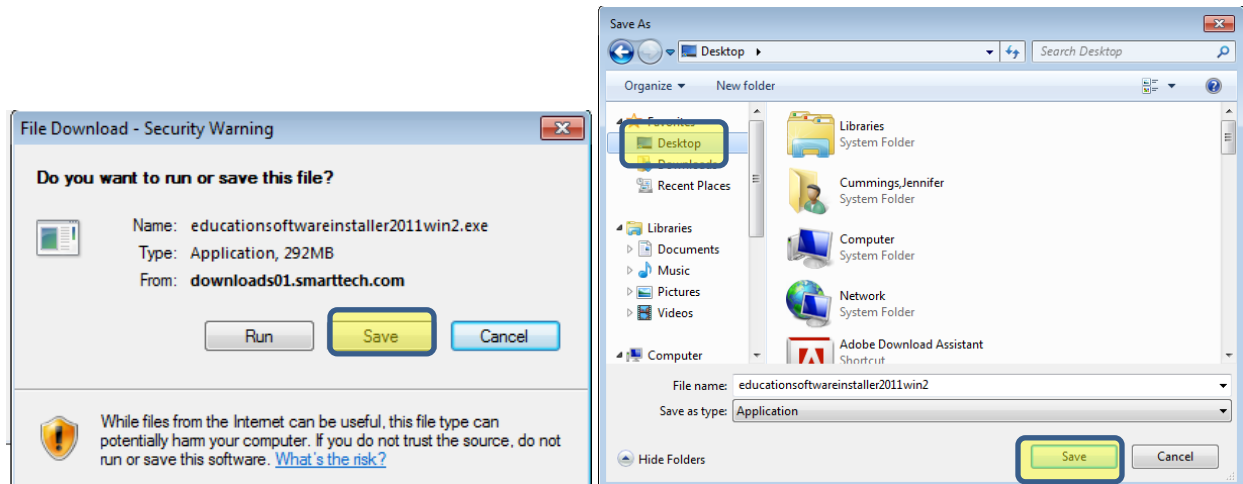 File Download - Security Warning
Do you want to run or save this file?
Name: educationsoftwareinstaller2011win2.exe
Type: Application, 292MB
From: downloads01.smarttech.com
Run Save Cancel
While files from the Internet can be useful, this file type can
potentially harm your computer. If you do not trust the source, do not
run or save this software. What's the risk?
Save As
Desktop
Search Desktop
Organize New folder
Favorites
Desktop
Downloads
Recent Places
Libraries
Documents
Music
Pictures
Videos
Computer
Libraries
System Folder
Cummings,Jennifer
System Folder
Computer
System Folder
Network
System Folder
Adobe Download Assistant
Shortcut
File name: educationsoftwareinstaller2011win2
Save as type: Application
Hide Folders Save Cancel